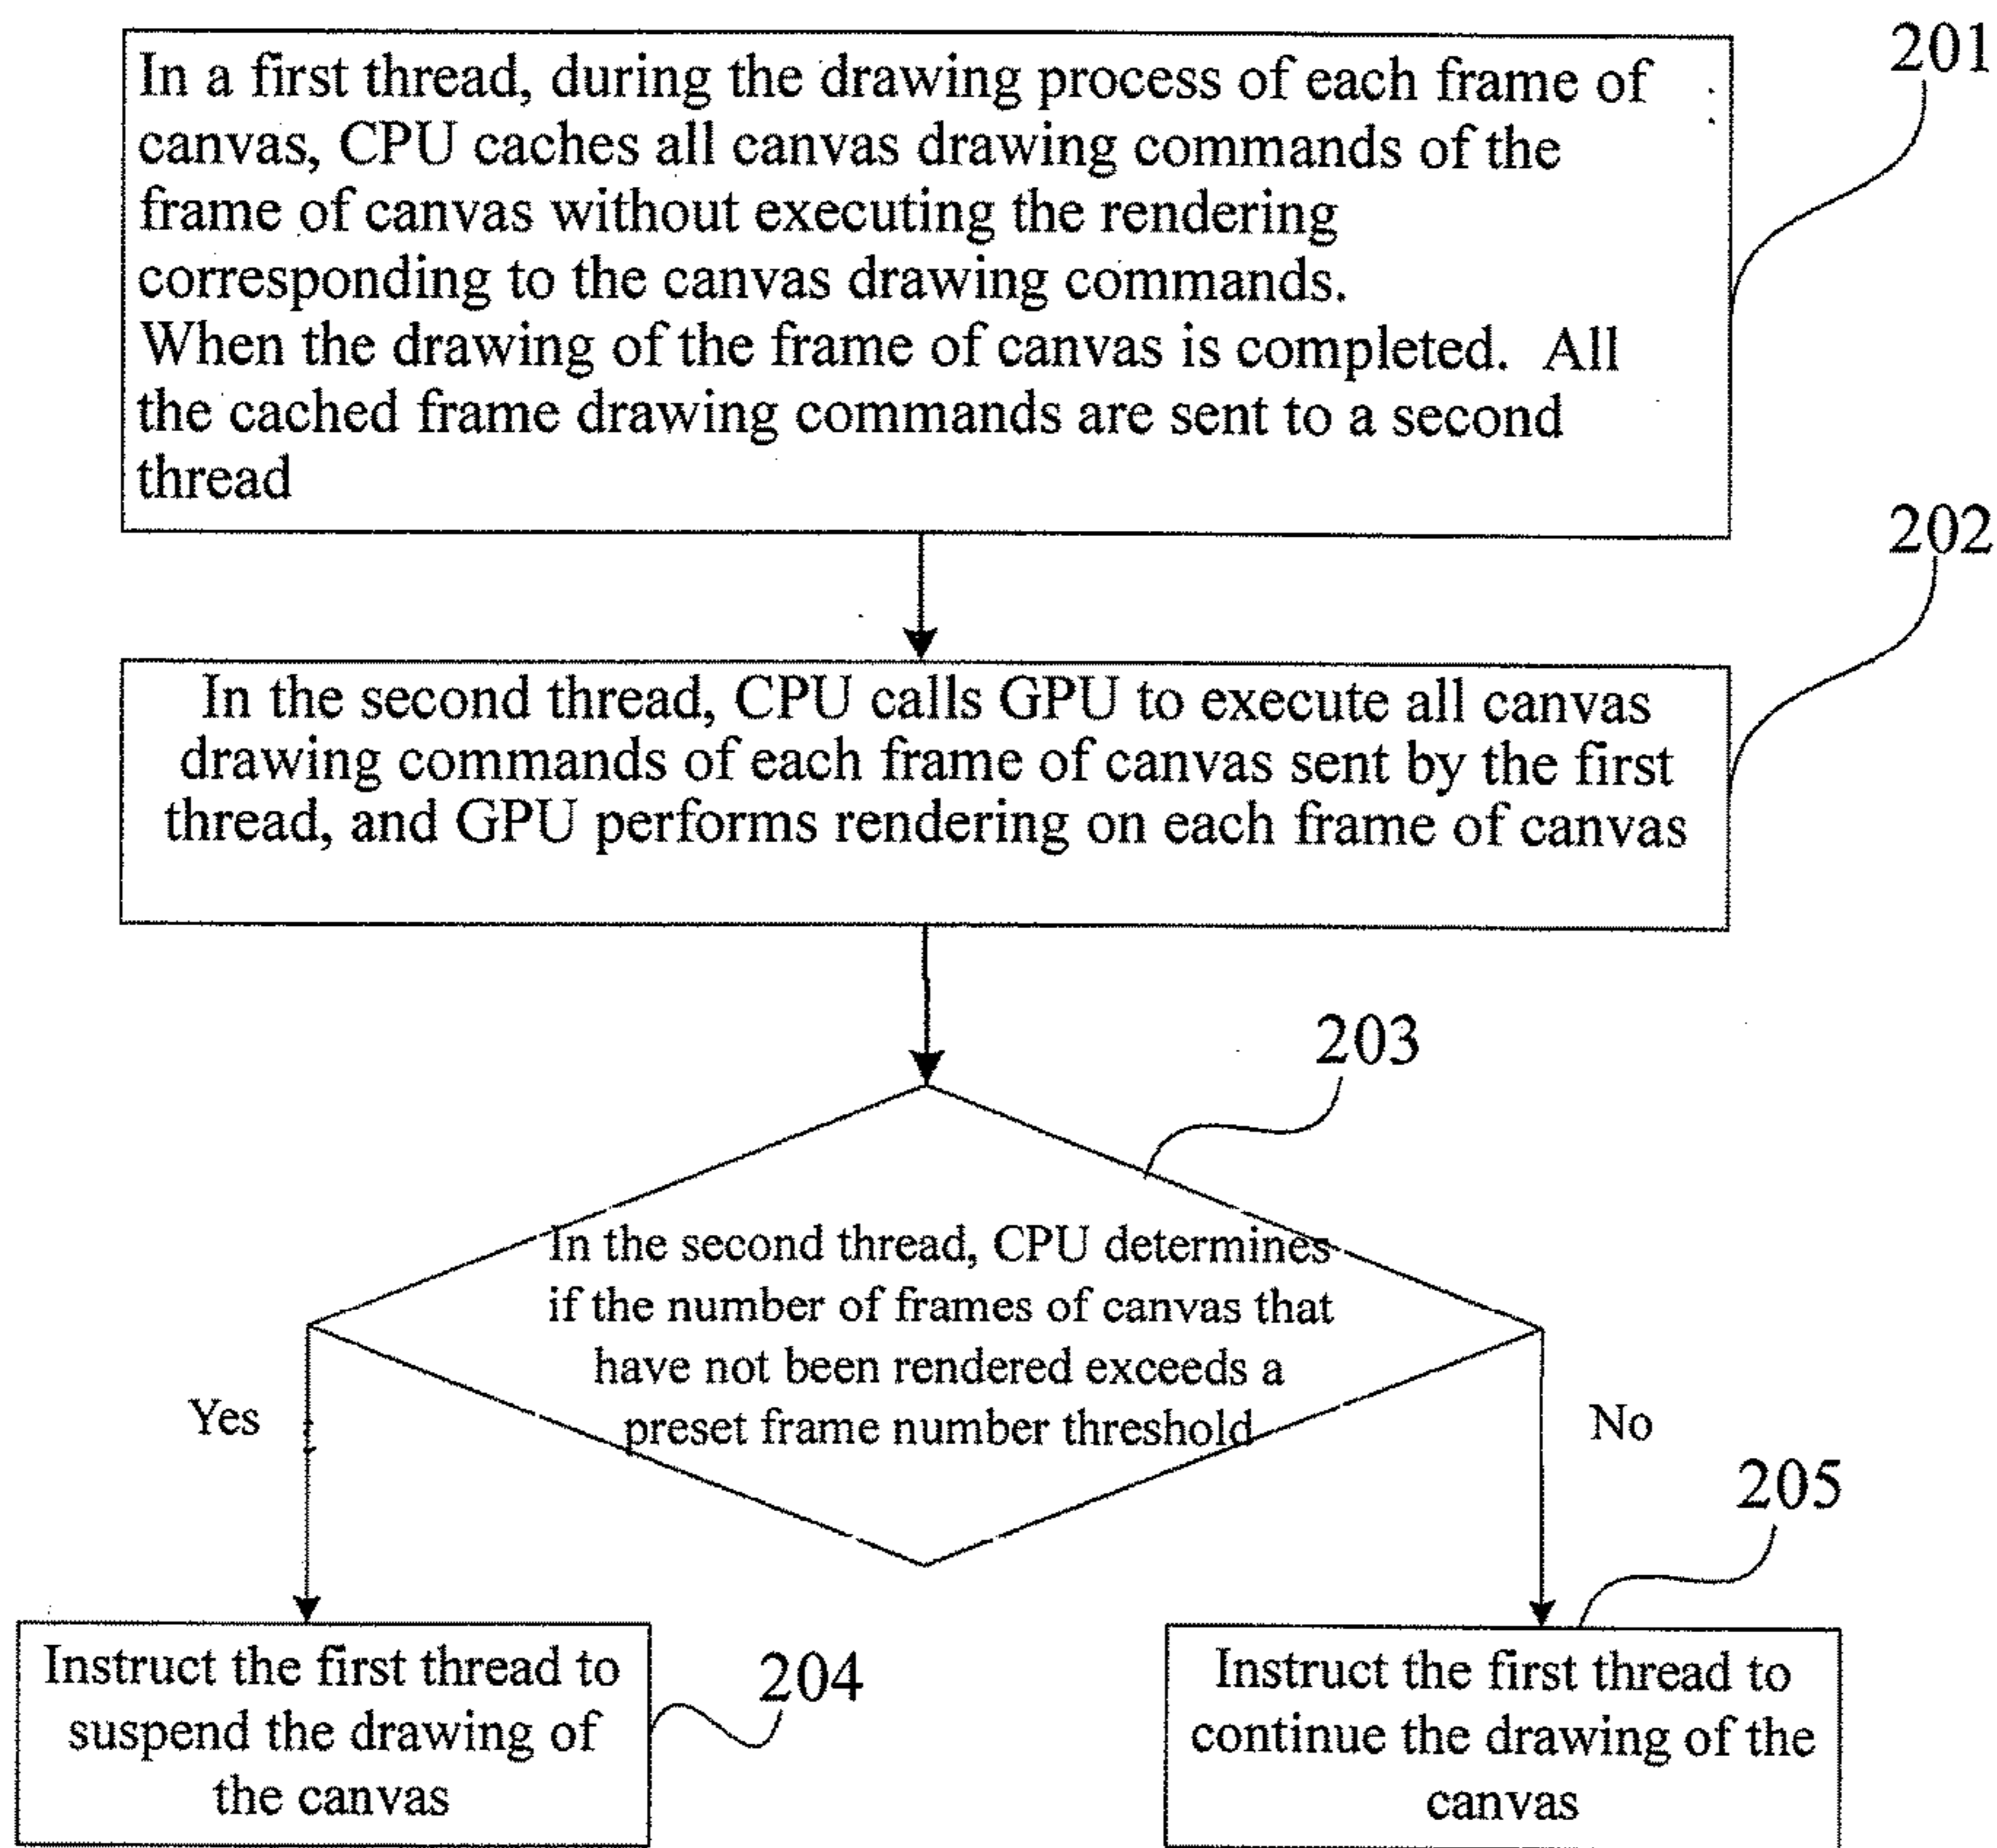 201
In a first thread, during the drawing process of each frame of
canvas, CPU caches all canvas drawing commands of the
frame of canvas without executing the rendering
corresponding to the canvas drawing commands.
When the drawing of the frame of canvas is completed. All
the cached frame drawing commands are sent to a second
thread
202
In the second thread, CPU calls GPU to execute all canvas
drawing commands of each frame of canvas sent by the first
thread, and GPU performs rendering on each frame of canvas
203
In the second thread, CPU determines
if the number of frames of canvas that
have not been rendered exceeds a
preset frame number threshold
Yes
No
204
Instruct the first thread to
suspend the drawing of
the canvas
205
Instruct the first thread to
continue the drawing of the
canvas